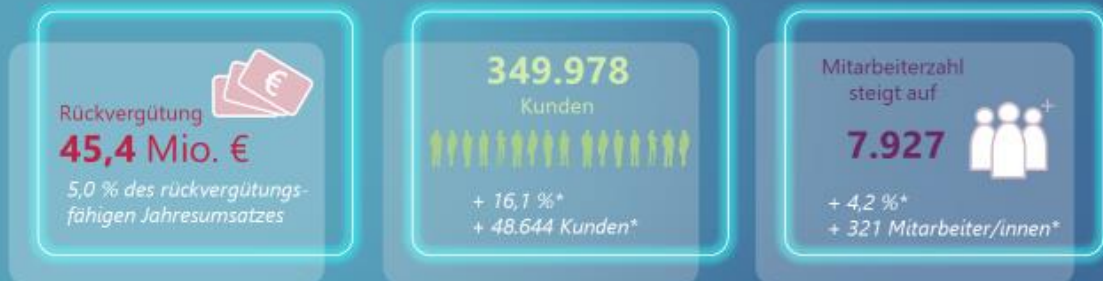 Rückvergütung
45,4 Mio. €
5,0 % des rückvergütungs-
fähigen Jahresumsatzes
349.978
Kunden
+ 16,1 %*
+ 48.644 Kunden*
Mitarbeiterzahl
steigt auf
7.927
+ 4,2 %*
+ 321 Mitarbeiter/innen*